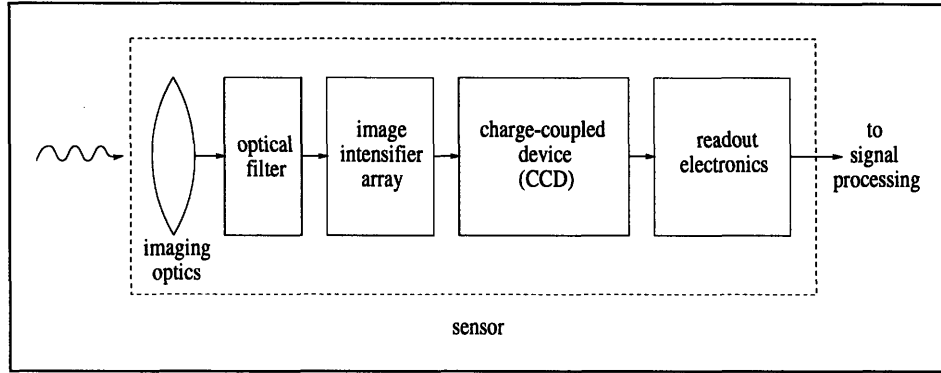 imaging
optics
optical
filter
image
intensifier
array
charge-coupled
device
(CCD)
readout
electronics
to
signal
processing
sensor